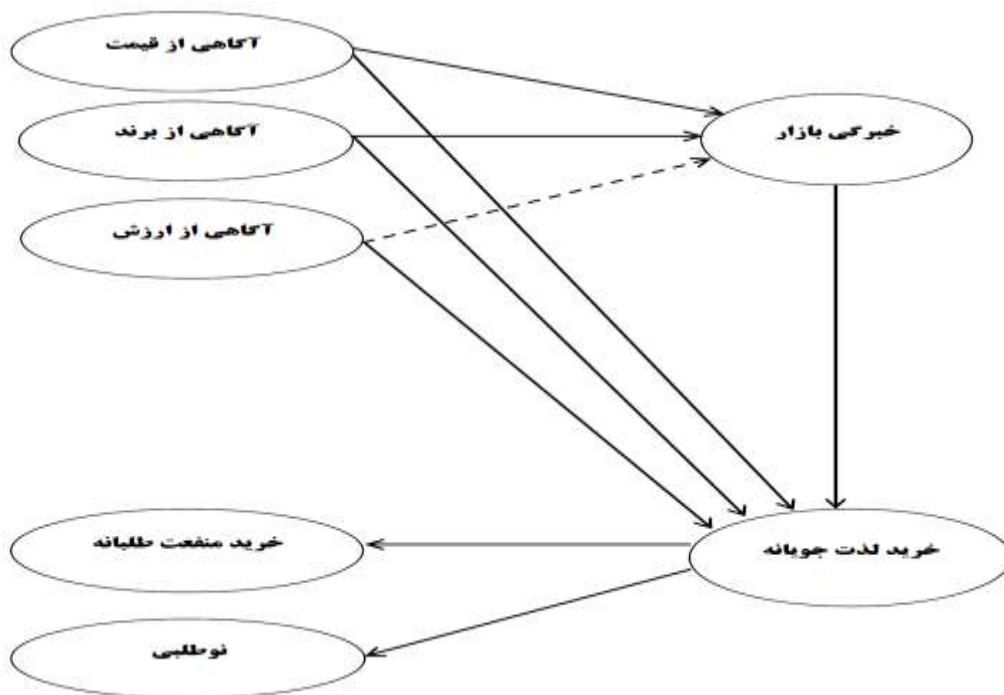 آگاهی از قیمت
آگاهی از برند
خبرگی بازار
آگاهی از ارزش
خرید منفعت طلبانه
خرید لذت جویانه
نوطلبی